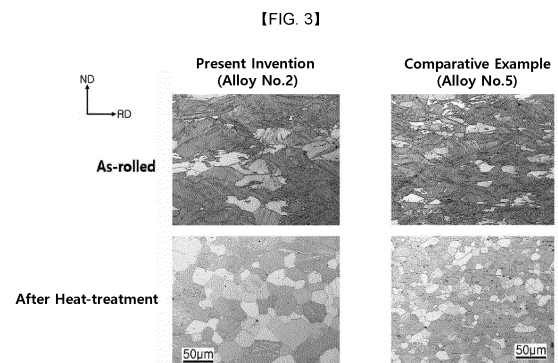 【FIG. 3】
Present Invention
(Alloy No.2)
Comparative Example
(Alloy No.5)
ND
RD
As-rolled
After Heat-treatment
50μm
50μm